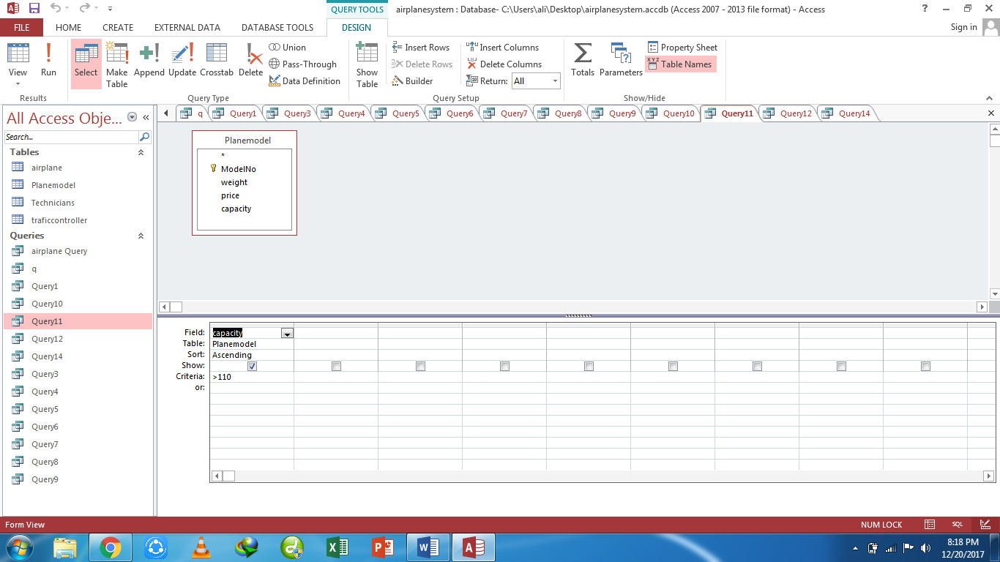 QUERY TOOLS
airplanesystem : Database- C:\Users\ali\Desktop\airplanesystem.accdb (Access 2007 - 2013 file format) - Access
FILE HOME CREATE EXTERNAL DATA DATABASE TOOLS DESIGN Sign in
View Run Select Make Table Append Update Crosstab Delete
Union
Pass-Through
Data Definition
Show Table
Insert Rows
Delete Rows
Builder
Insert Columns
Delete Columns
Return: All
Totals Parameters
Property Sheet
Table Names
Results Query Type Query Setup Show/Hide
All Access Obje...
Search...
Tables
airplane
Planemodel
Technicians
traficcontroller
Queries
airplane Query
q
Query1
Query10
Query11
Query12
Query14
Query3
Query4
Query5
Query6
Query7
Query8
Query9
q Query1 Query3 Query4 Query5 Query6 Query7 Query8 Query9 Query10 Query11 Query12 Query14
Planemodel
*
ModelNo
weight
price
capacity
Field: capacity
Table: Planemodel
Sort: Ascending
Show:
Criteria: >110
or:
Form View NUM LOCK SQL
8:18 PM
12/20/2017